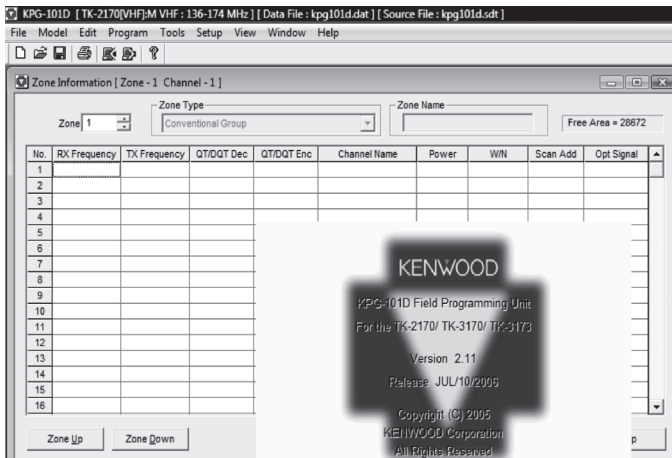 KPG-101D [ TK-2170[VHF]:M VHF : 136-174 MHz ] [ Data File : kpg101d.dat ] [ Source File : kpg101d.sdt ]
File Model Edit Program Tools Setup View Window Help
Zone Information [ Zone - 1 Channel - 1 ]
Zone 1
Zone Type
Conventional Group
Zone Name
Free Area = 28672
No. RX Frequency TX Frequency QT/DQT Dec QT/DQT Enc Channel Name Power W/N Scan Add Opt Signal
1
2
3
4
5
6
7
8
9
10
11
12
13
14
15
16
KENWOOD
KPG-101D Field Programming Unit
For the TK-2170/ TK-3170/ TK-3173
Version 2.11
Release JUL/10/2006
Copyright (C) 2005
KENWOOD Corporation
All Rights Reserved
Zone Up Zone Down p